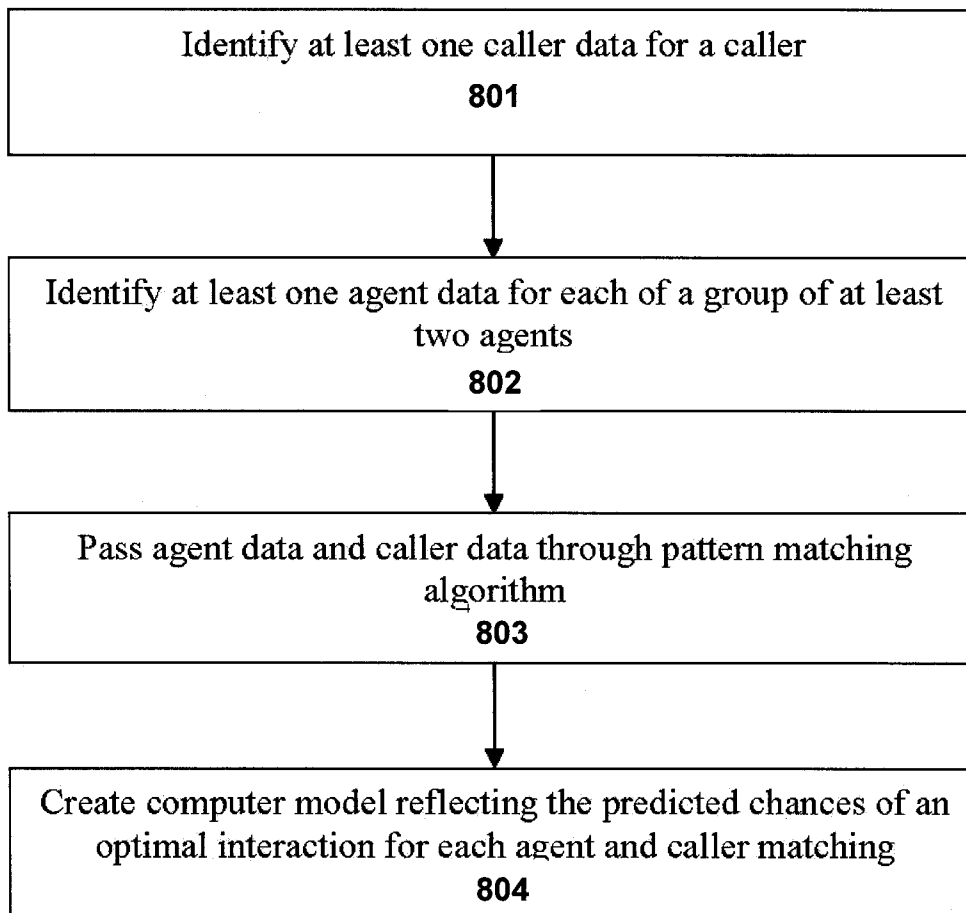 Identify at least one caller data for a caller
801
Identify at least one agent data for each of a group of at least
two agents
802
Pass agent data and caller data through pattern matching
algorithm
803
Create computer model reflecting the predicted chances of an
optimal interaction for each agent and caller matching
804